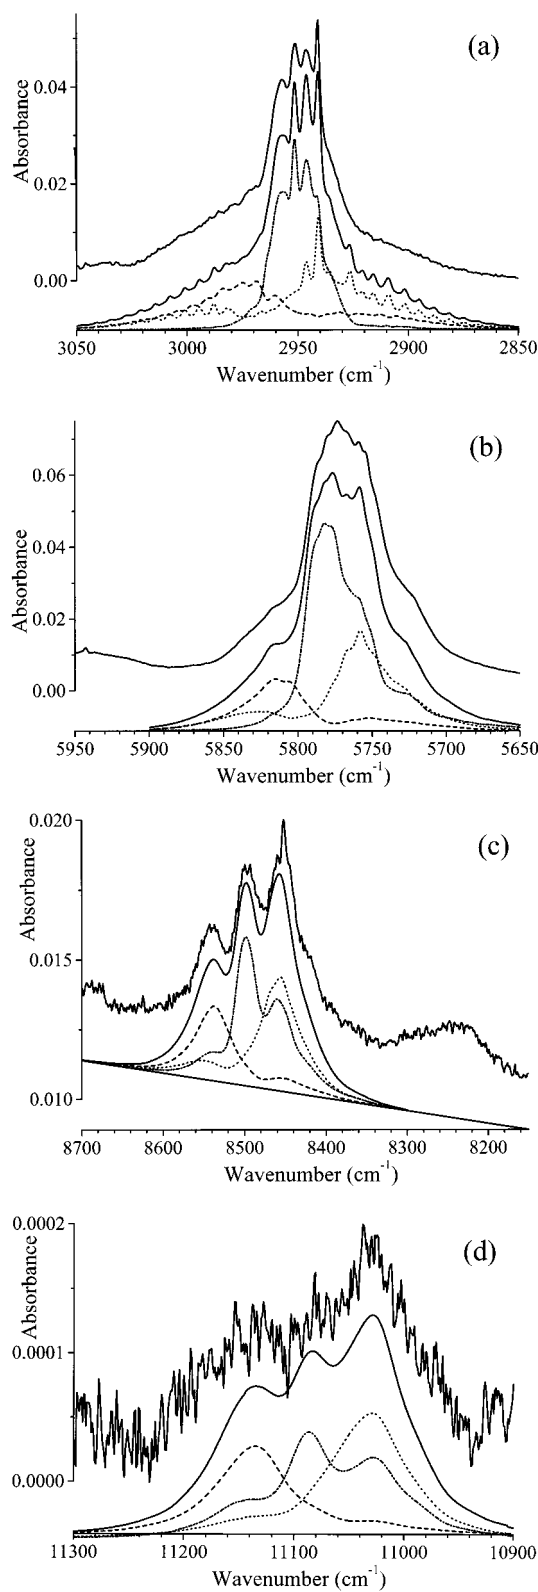 (a)
Absorbance
0.04
0.02
0.00
3050 3000 2950 2900 2850
Wavenumber (cm-1)
(b)
Absorbance
0.06
0.04
0.02
0.00
5950 5900 5850 5800 5750 5700 5650
Wavenumber (cm-1)
(c)
Absorbance
0.020
0.015
0.010
8700 8600 8500 8400 8300 8200
Wavenumber (cm-1)
(d)
Absorbance
0.0002
0.0001
0.0000
11300 11200 11100 11000 10900
Wavenumber (cm-1)